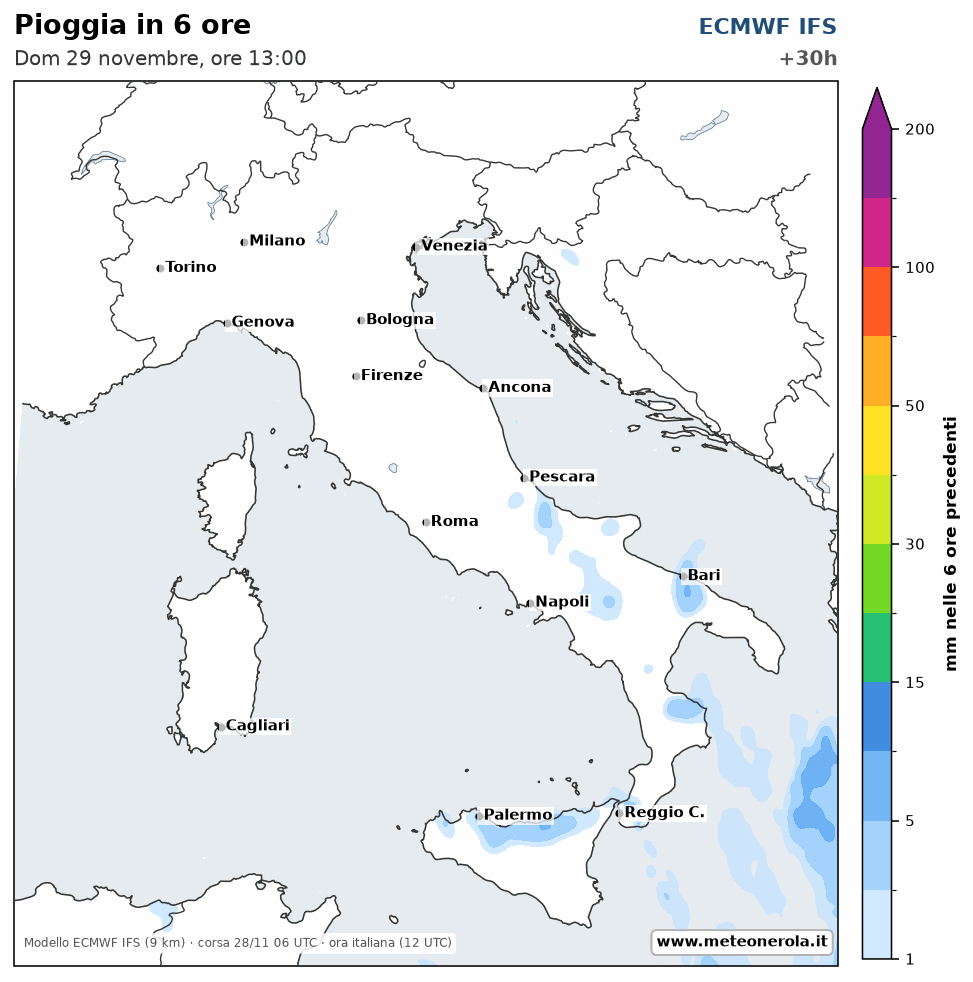 Pioggia in 6 ore
ECMWF IFS
Dom 29 novembre, ore 13:00
+30h
200
Milano
Venezia
Torino
100
Genova
Bologna
Firenze
Ancona
50
Pescara
Roma
30
Bari
Napoli
15
Cagliari
Palermo
Reggio C.
5
mm nelle 6 ore precedenti
Modello ECMWF IFS (9 km) · corsa 28/11 06 UTC · ora italiana (12 UTC)
www.meteonerola.it
1